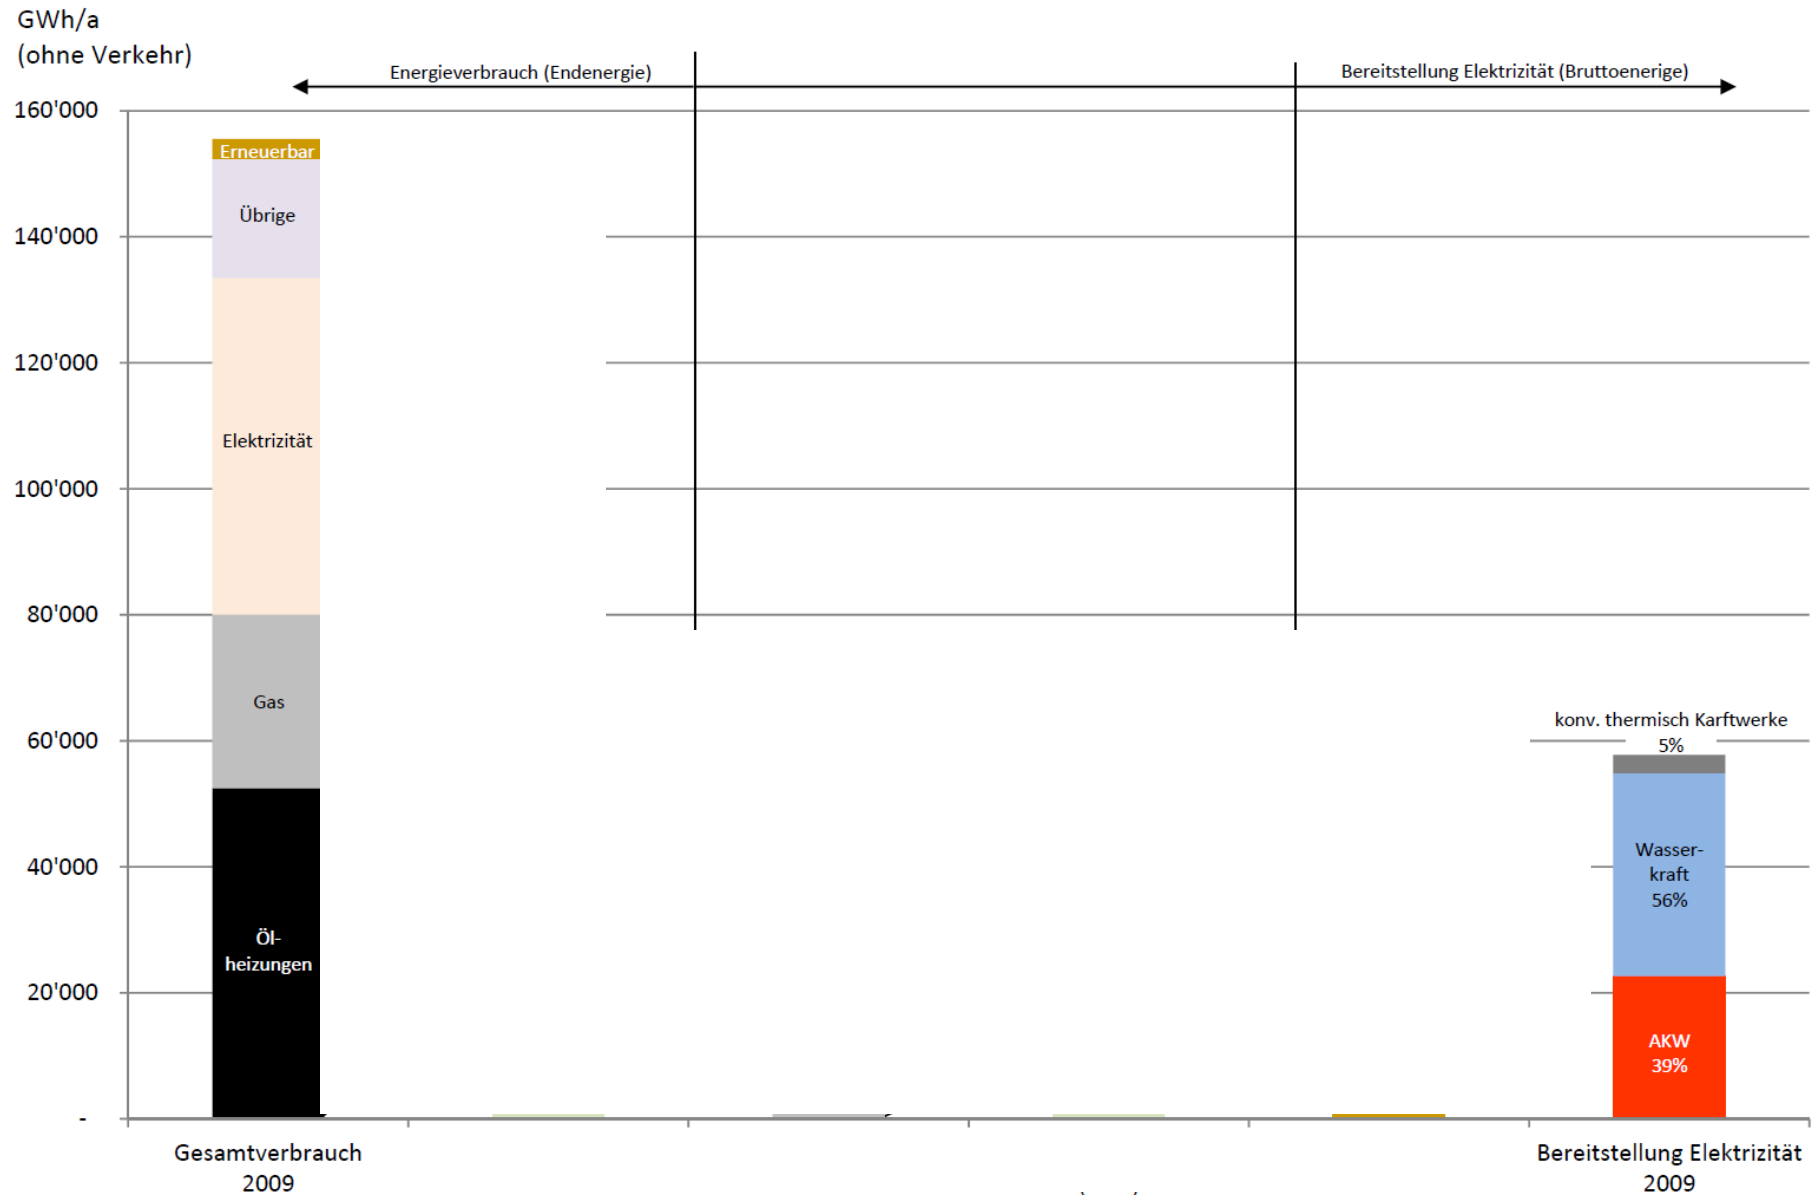 GWh/a
(ohne Verkehr)
Energieverbrauch (Endenergie)
Bereitstellung Elektrizität (Bruttoenerige)
160'000
140'000
120'000
100'000
80'000
60'000
40'000
20'000
-
Erneuerbar
Übrige
Elektrizität
Gas
Öl-
heizungen
konv. thermisch Karftwerke
5%
Wasser-
kraft
56%
AKW
39%
Gesamtverbrauch
2009
Bereitstellung Elektrizität
2009